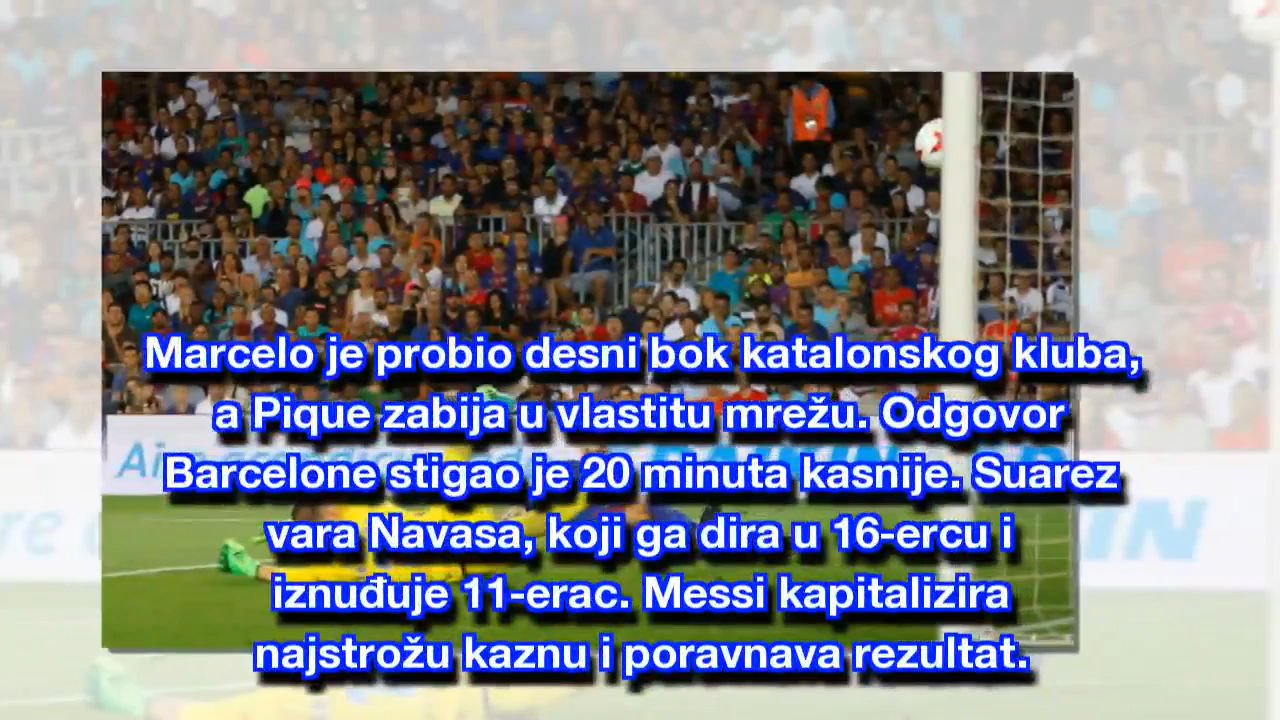 Marcelo je probio desni bok katalonskog kluba,
a Pique zabija u vlastitu mrežu. Odgovor
Barcelone stigao je 20 minuta kasnije. Suarez
vara Navasa, koji ga dira u 16-ercu i
iznuđuje 11-erac. Messi kapitalizira
najstrožu kaznu i poravnava rezultat.